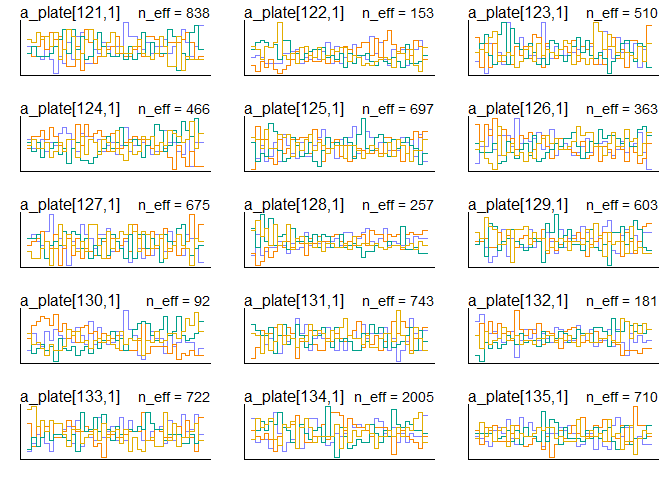 a_plate[121,1] n_eff = 838
a_plate[122,1] n_eff = 153
a_plate[123,1] n_eff = 510
a_plate[124,1] n_eff = 466
a_plate[125,1] n_eff = 697
a_plate[126,1] n_eff = 363
a_plate[127,1] n_eff = 675
a_plate[128,1] n_eff = 257
a_plate[129,1] n_eff = 603
a_plate[130,1] n_eff = 92
a_plate[131,1] n_eff = 743
a_plate[132,1] n_eff = 181
a_plate[133,1] n_eff = 722
a_plate[134,1] n_eff = 2005
a_plate[135,1] n_eff = 710